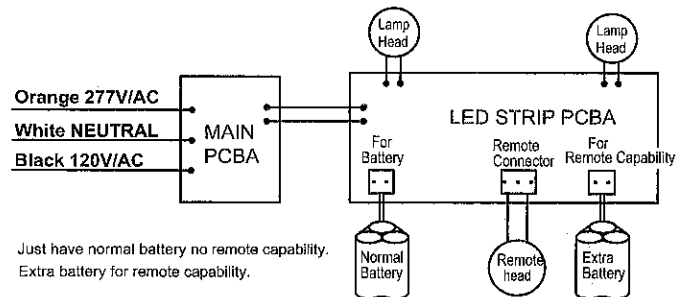 Lamp
Head
Lamp
Head
Orange 277V/AC
White NEUTRAL
Black 120V/AC
MAIN
PCBA
LED STRIP PCBA
For
Battery
Remote
Connector
For
Remote Capability
Normal
Battery
Remote
head
Extra
Battery
Just have normal battery no remote capability.
Extra battery for remote capability.